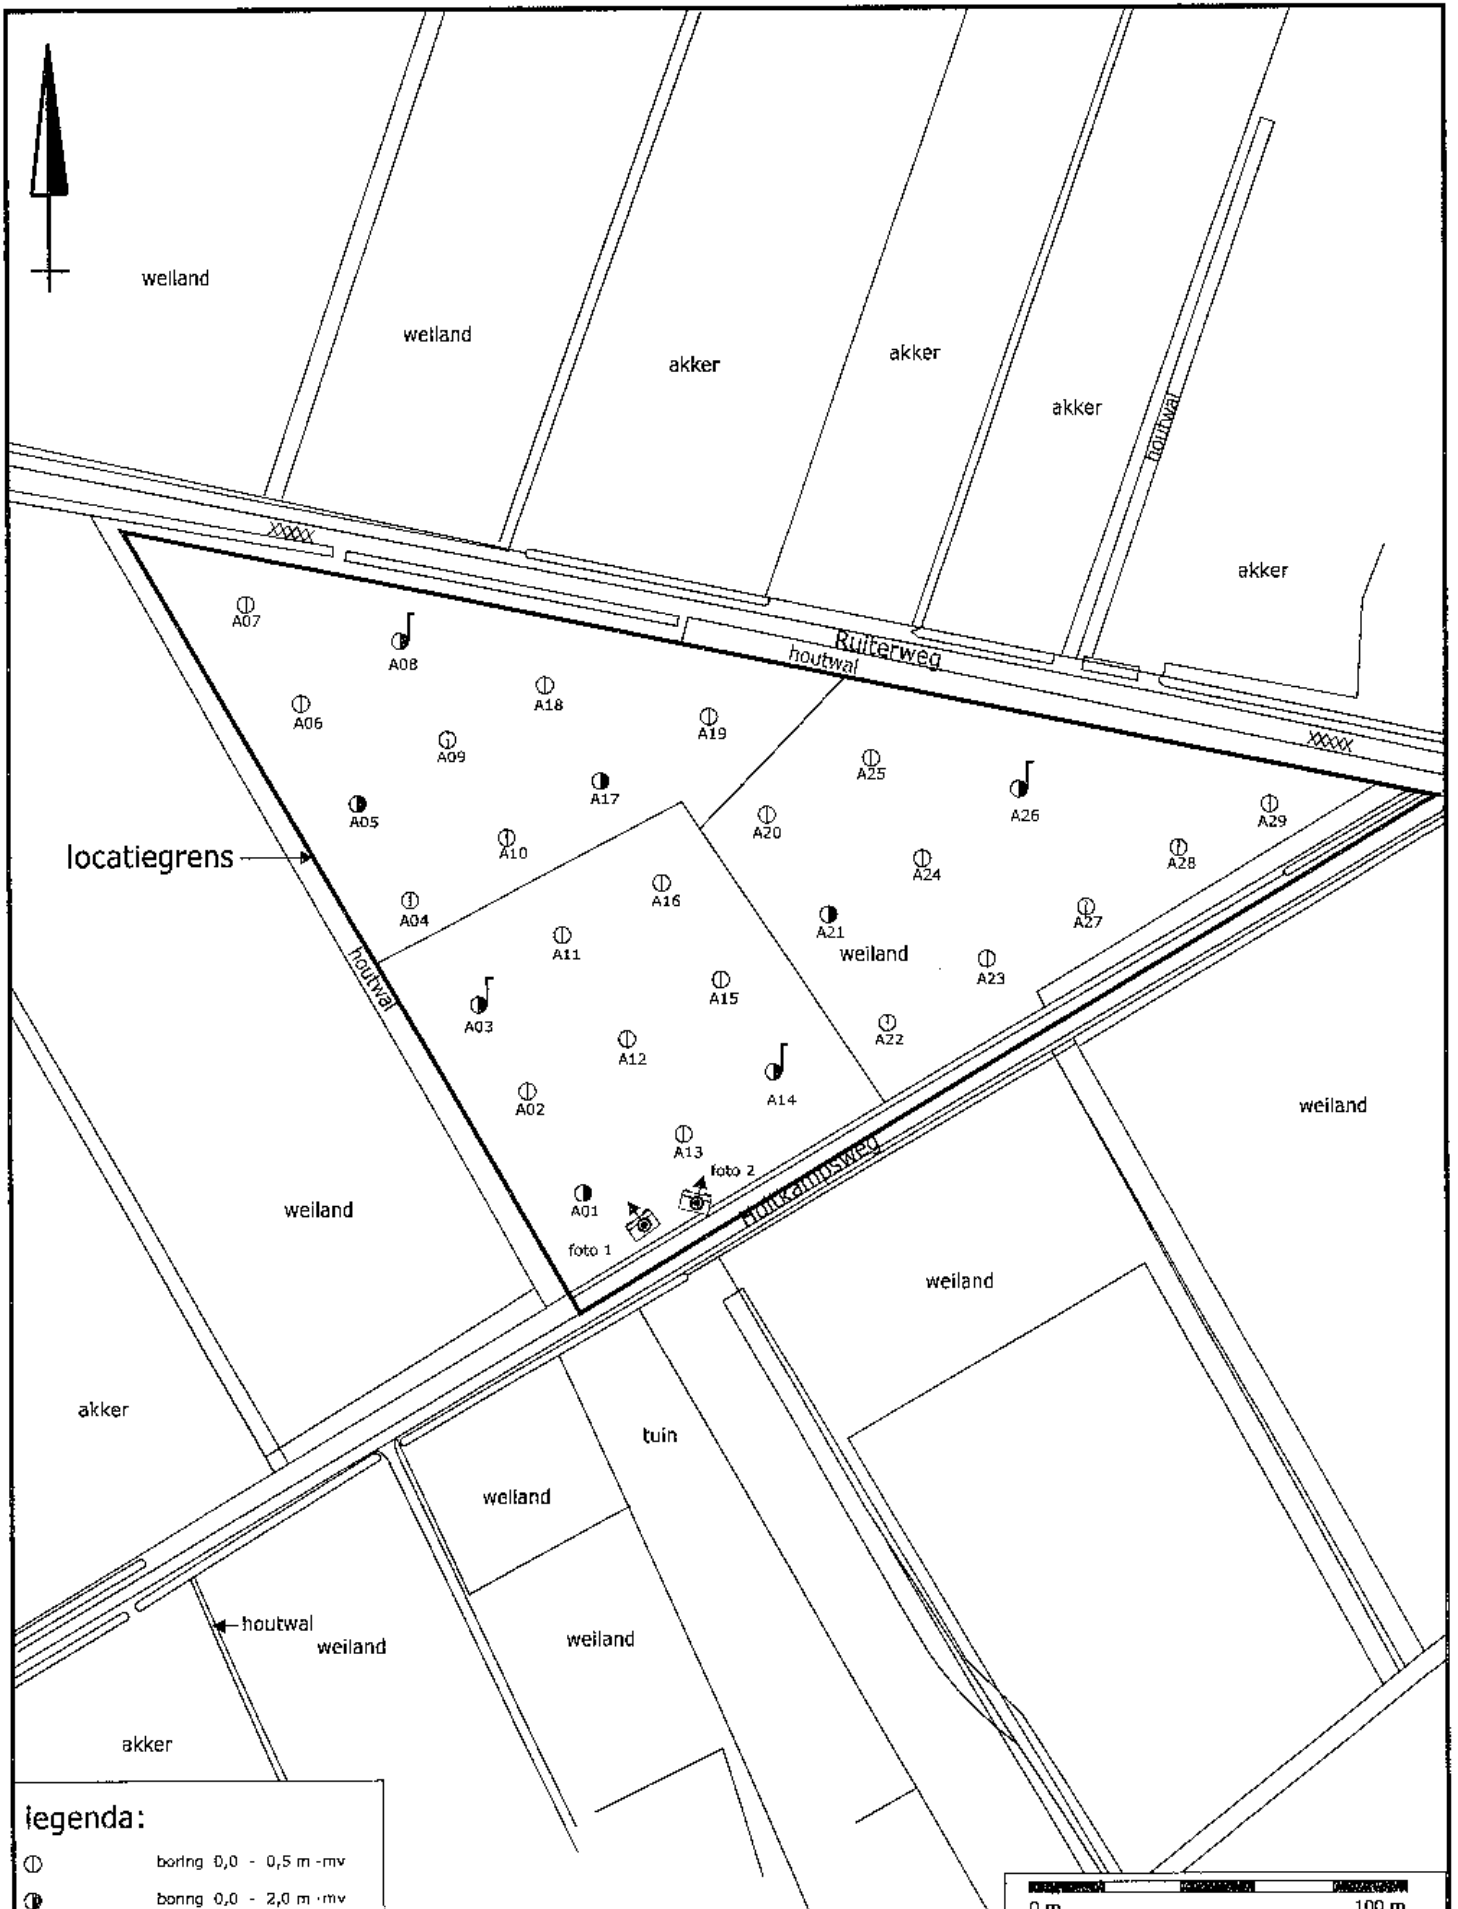 weiland
weiland
akker
akker
akker
houtwal
akker
XXXXX
Ruiterweg
houtwal
XXXXX
A07
A08
A18
A06
A19
A09
A25
A17
A26
A05
A20
A29
A10
A28
locatiegrens
A24
A16
A04
A27
A21
A11
weiland
houtwal
A23
A15
A03
A22
A12
A14
A02
weiland
A13
foto 2
Huitkampsweg
A01
weiland
foto 1
weiland
akker
tuin
weiland
houtwal
weiland
weiland
akker
legenda:
boring 0,0 - 0,5 m -mv
boring 0,0 - 2,0 m -mv
0 m
100 m